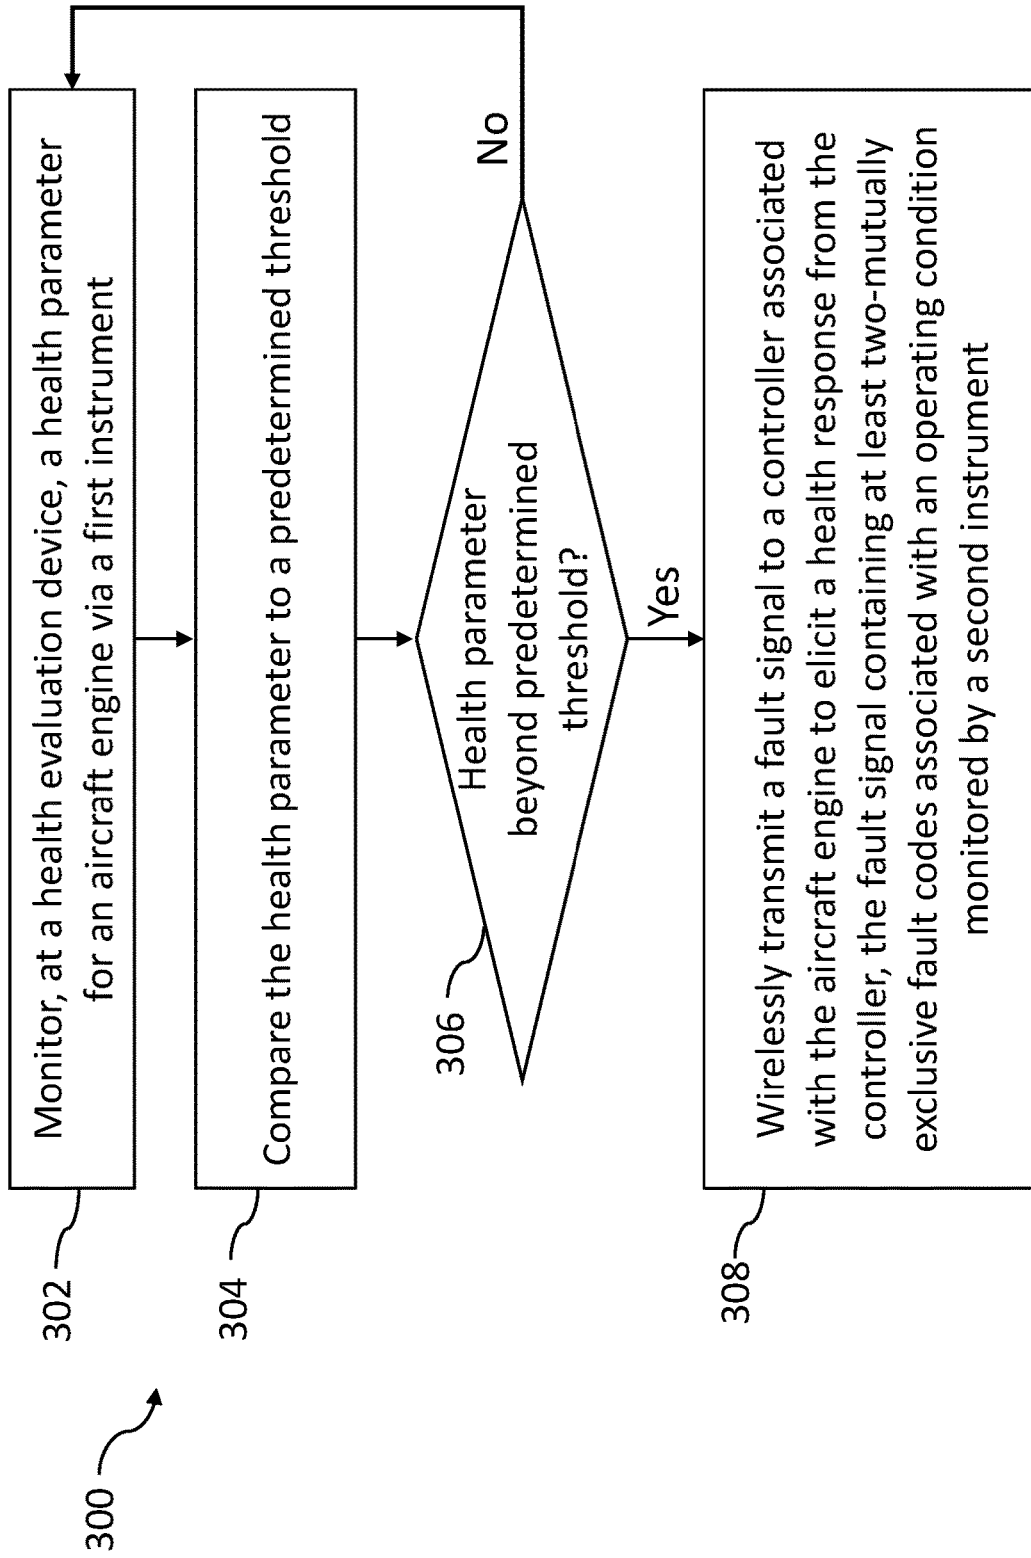 300
302
Monitor, at a health evaluation device, a health parameter
for an aircraft engine via a first instrument
304
Compare the health parameter to a predetermined threshold
306
Health parameter
beyond predetermined
threshold?
No
Yes
308
Wirelessly transmit a fault signal to a controller associated
with the aircraft engine to elicit a health response from the
controller, the fault signal containing at least two-mutually
exclusive fault codes associated with an operating condition
monitored by a second instrument